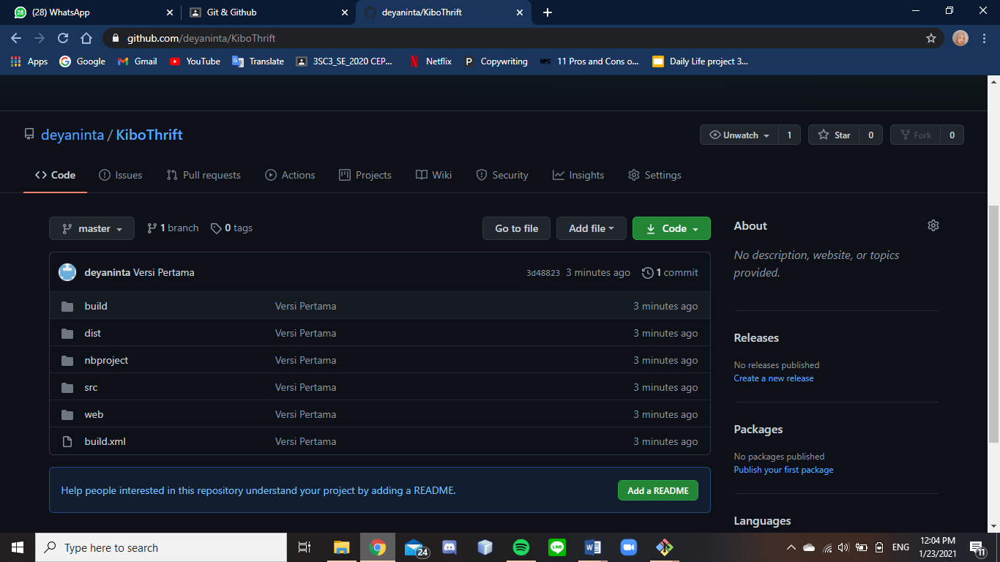 (28) WhatsApp
Git & Github
deyaninta/KiboThrift
github.com/deyaninta/KiboThrift
Apps Google Gmail YouTube Translate 3SC3_SE_2020 CEP... Netflix Copywriting 11 Pros and Cons o... Daily Life project 3...
deyaninta / KiboThrift
Unwatch 1 Star 0 Fork 0
Code Issues Pull requests Actions Projects Wiki Security Insights Settings
master 1 branch 0 tags Go to file Add file Code
deyaninta Versi Pertama 3d48823 3 minutes ago 1 commit
build Versi Pertama 3 minutes ago
dist Versi Pertama 3 minutes ago
nbproject Versi Pertama 3 minutes ago
src Versi Pertama 3 minutes ago
web Versi Pertama 3 minutes ago
build.xml Versi Pertama 3 minutes ago
Help people interested in this repository understand your project by adding a README. Add a README
About
No description, website, or topics
provided.
Releases
No releases published
Create a new release
Packages
No packages published
Publish your first package
Languages
Type here to search
24
ENG
12:04 PM
1/23/2021
11